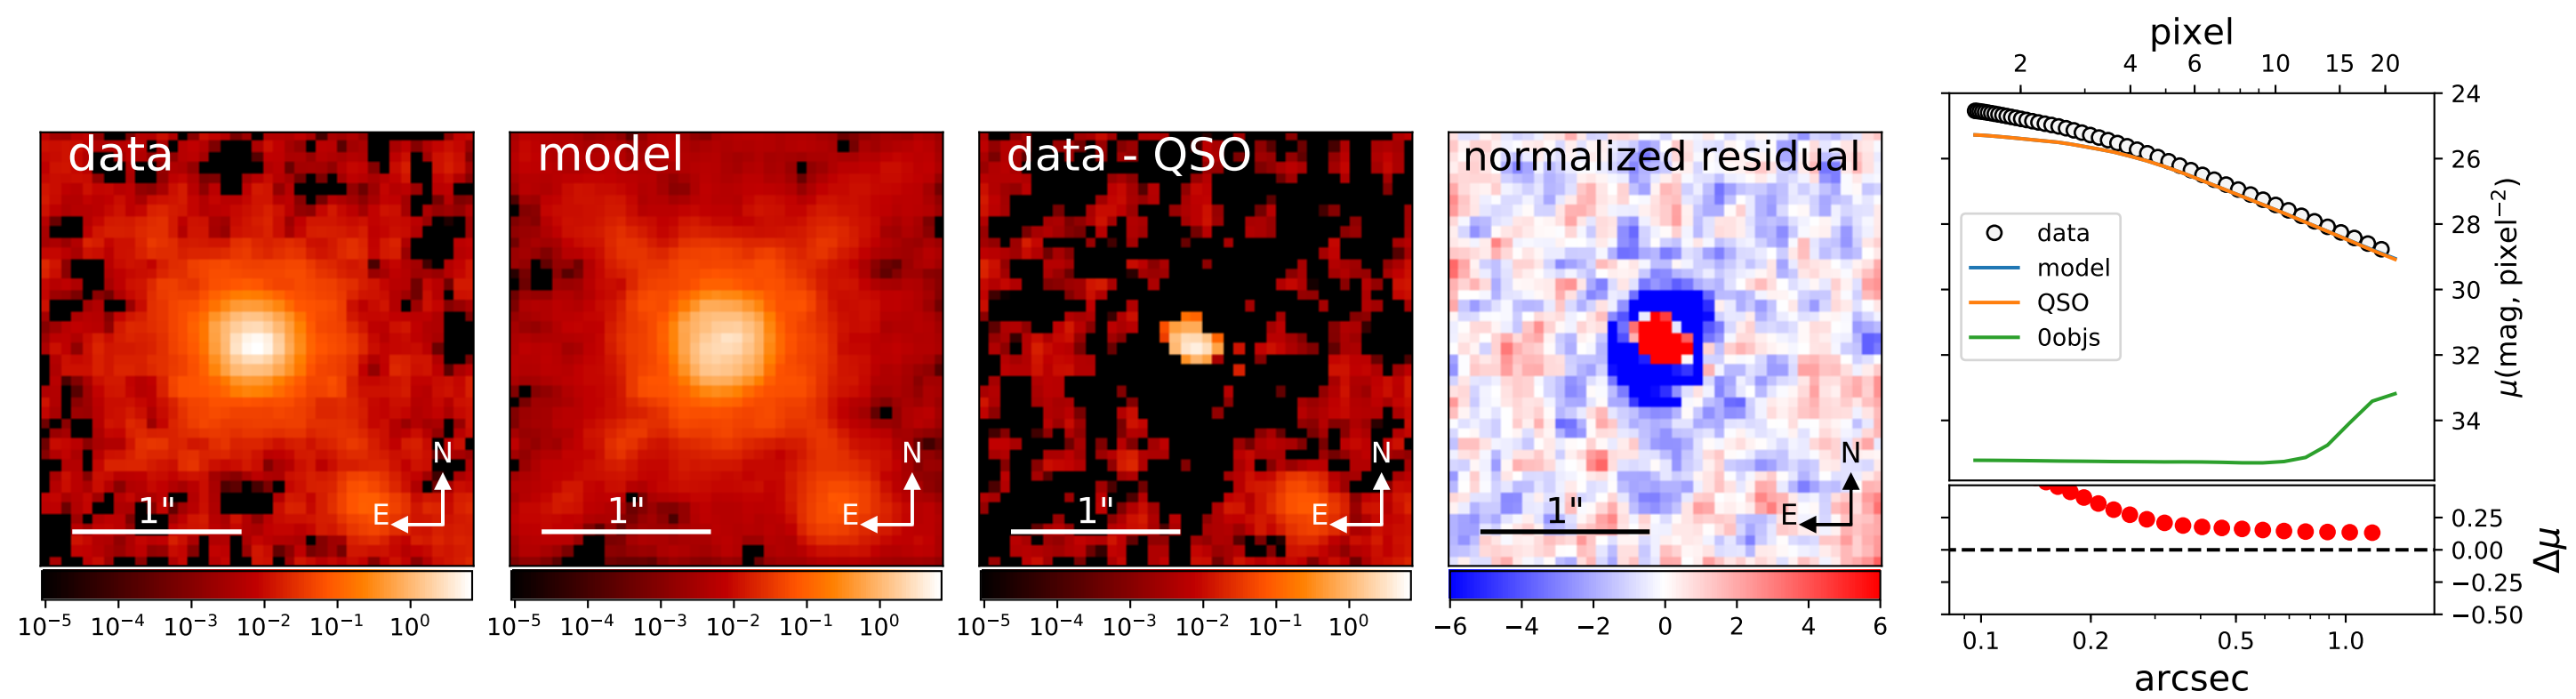 data
N
E
1"
10⁻⁵ 10⁻⁴ 10⁻³ 10⁻² 10⁻¹ 10⁰
model
N
E
1"
10⁻⁵ 10⁻⁴ 10⁻³ 10⁻² 10⁻¹ 10⁰
data - QSO
N
E
1"
10⁻⁵ 10⁻⁴ 10⁻³ 10⁻² 10⁻¹ 10⁰
normalized residual
N
E
1"
−6 −4 −2 0 2 4 6
pixel
2 4 6 10 15 20
24
26
28
30
32
34
μ(mag, pixel⁻²)
data
model
QSO
0objs
0.25
0.00
−0.25
−0.50
Δμ
0.1 0.2 0.5 1.0
arcsec